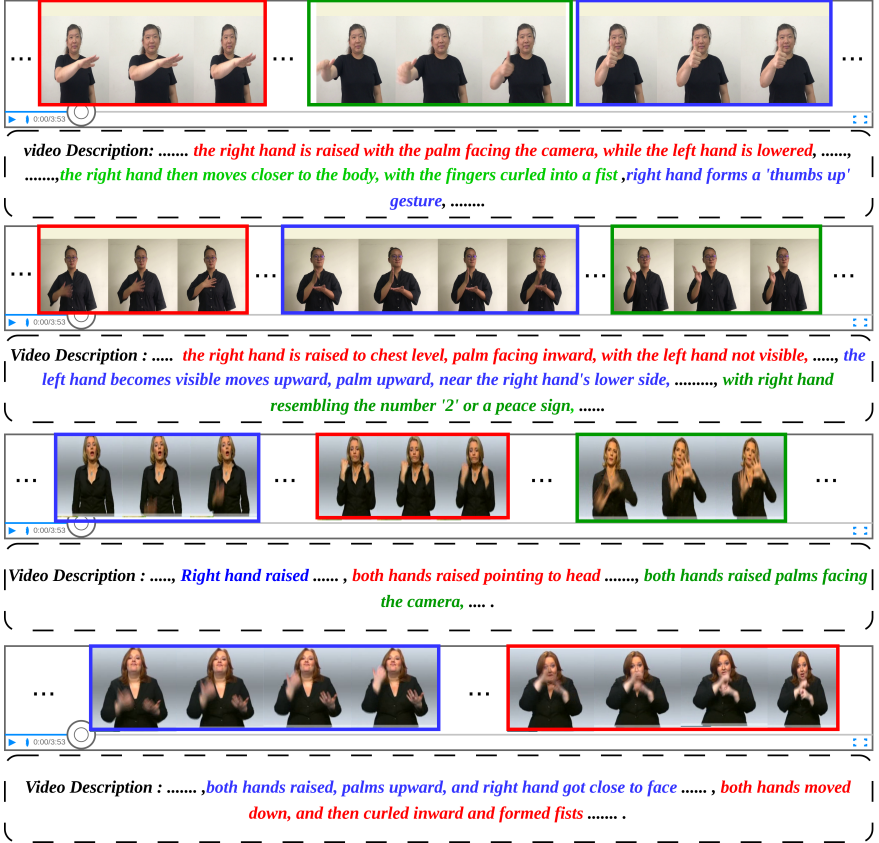 ...
...
...
0:00/3:53
video Description: ....... the right hand is raised with the palm facing the camera, while the left hand is lowered, ......,
.......,the right hand then moves closer to the body, with the fingers curled into a fist ,right hand forms a 'thumbs up'
gesture, ........
...
...
...
...
0:00/3:53
Video Description : ..... the right hand is raised to chest level, palm facing inward, with the left hand not visible, ....., the
left hand becomes visible moves upward, palm upward, near the right hand's lower side, ........., with right hand
resembling the number '2' or a peace sign, ......
...
...
...
...
0:00/3:53
Video Description : ....., Right hand raised ...... , both hands raised pointing to head ......., both hands raised palms facing
the camera, .... .
...
...
0:00/3:53
Video Description : ....... ,both hands raised, palms upward, and right hand got close to face ...... , both hands moved
down, and then curled inward and formed fists ....... .